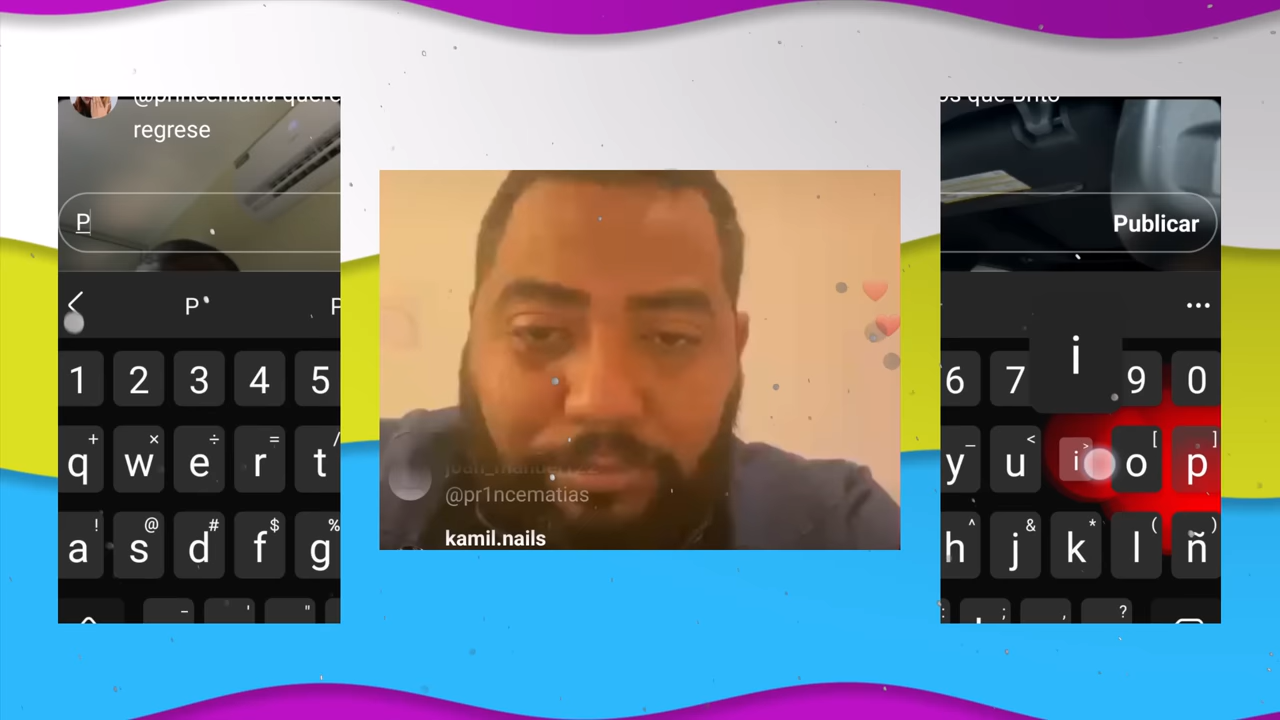 regrese
P
P
1 2 3 4 5
+ × ÷ = /
q w e r t
! @ # $ %
a s d f g
@pr1ncematias
kamil.nails
Publicar
i
6 7 9 0
_ < > [ ]
y u i o p
^ & * ( )
h j k l ñ